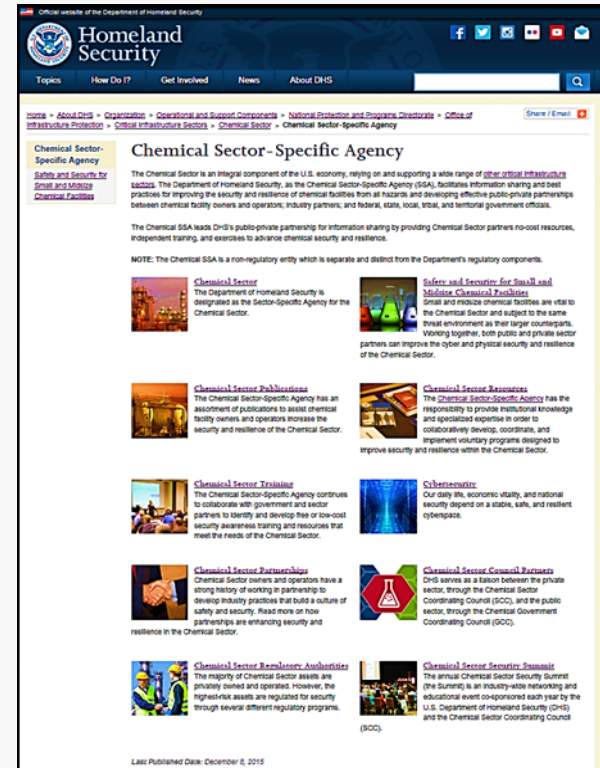 Official website of the Department of Homeland Security
Homeland
Security
Topics How Do I? Get Involved News About DHS
Home > About DHS > Organization > Operational and Support Components > National Protection and Programs Directorate > Office of
Infrastructure Protection > Critical Infrastructure Sectors > Chemical Sector > Chemical Sector-Specific Agency
Share / Email
Chemical Sector-
Specific Agency
Safety and Security for
Small and Midsize
Chemical Facilities
Chemical Sector-Specific Agency
The Chemical Sector is an integral component of the U.S. economy, relying on and supporting a wide range of other critical infrastructure
sectors. The Department of Homeland Security, as the Chemical Sector-Specific Agency (SSA), facilitates information sharing and best
practices for improving the security and resilience of chemical facilities from all hazards and developing effective public-private partnerships
between chemical facility owners and operators; industry partners; and federal, state, local, tribal, and territorial government officials.
The Chemical SSA leads DHS's public-private partnership for information sharing by providing Chemical Sector partners no-cost resources,
independent training, and exercises to advance chemical security and resilience.
NOTE: The Chemical SSA is a non-regulatory entity which is separate and distinct from the Department's regulatory components.
Chemical Sector
The Department of Homeland Security is
designated as the Sector-Specific Agency for the
Chemical Sector.
Safety and Security for Small and
Midsize Chemical Facilities
Small and midsize chemical facilities are vital to
the Chemical Sector and subject to the same
threat environment as their larger counterparts.
Working together, both public and private sector
partners can improve the cyber and physical security and resilience
of the Chemical Sector.
Chemical Sector Publications
The Chemical Sector-Specific Agency has an
assortment of publications to assist chemical
facility owners and operators increase the
security and resilience of the Chemical Sector.
Chemical Sector Resources
The Chemical Sector-Specific Agency has the
responsibility to provide institutional knowledge
and specialized expertise in order to
collaboratively develop, coordinate, and
implement voluntary programs designed to
improve security and resilience within the Chemical Sector.
Chemical Sector Training
The Chemical Sector-Specific Agency continues
to collaborate with government and sector
partners to identify and develop free or low-cost
security awareness training and resources that
meet the needs of the Chemical Sector.
Cybersecurity
Our daily life, economic vitality, and national
security depend on a stable, safe, and resilient
cyberspace.
Chemical Sector Partnerships
Chemical Sector owners and operators have a
strong history of working in partnership to
develop industry practices that build a culture of
safety and security. Read more on how
partnerships are enhancing security and
resilience in the Chemical Sector.
Chemical Sector Council Partners
DHS serves as a liaison between the private
sector, through the Chemical Sector
Coordinating Council (SCC), and the public
sector, through the Chemical Government
Coordinating Council (GCC).
Chemical Sector Regulatory Authorities
The majority of Chemical Sector assets are
privately owned and operated. However, the
highest-risk assets are regulated for security
through several different regulatory programs.
Chemical Sector Security Summit
The annual Chemical Sector Security Summit
(the Summit) is an industry-wide networking and
educational event co-sponsored each year by the
U.S. Department of Homeland Security (DHS)
and the Chemical Sector Coordinating Council
(SCC).
Last Published Date: December 8, 2015